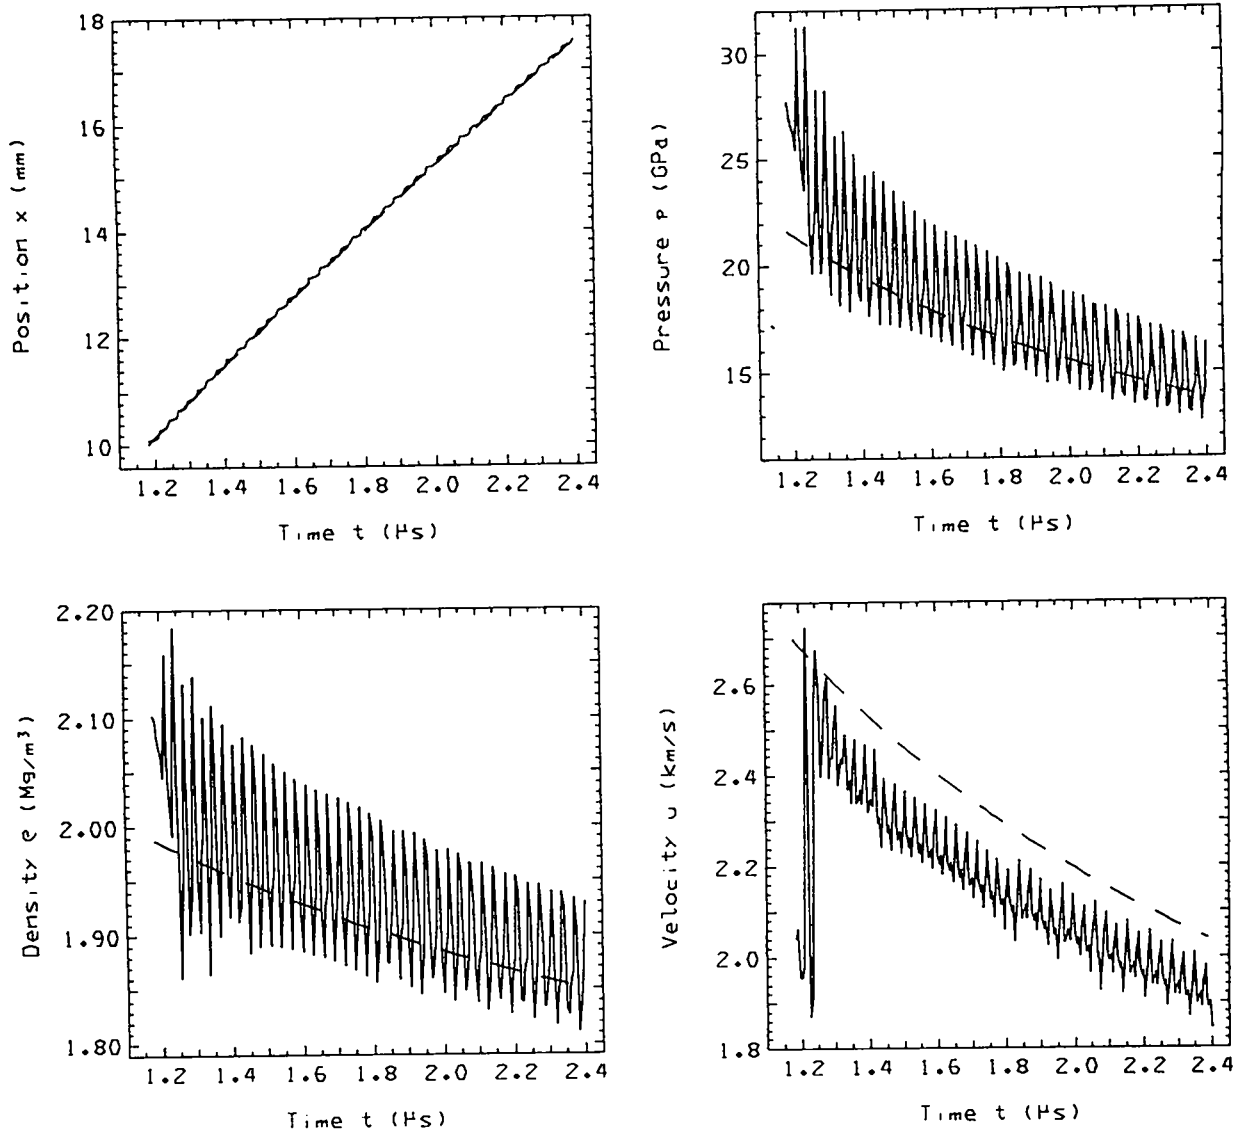 18
16
14
12
10
Position x (mm)
1.2 1.4 1.6 1.8 2.0 2.2 2.4
Time t (μs)
30
25
20
15
Pressure p (GPa)
1.2 1.4 1.6 1.8 2.0 2.2 2.4
Time t (μs)
2.20
2.10
2.00
1.90
1.80
Density ρ (Mg/m³)
1.2 1.4 1.6 1.8 2.0 2.2 2.4
Time t (μs)
2.6
2.4
2.2
2.0
1.8
Velocity u (km/s)
1.2 1.4 1.6 1.8 2.0 2.2 2.4
Time t (μs)